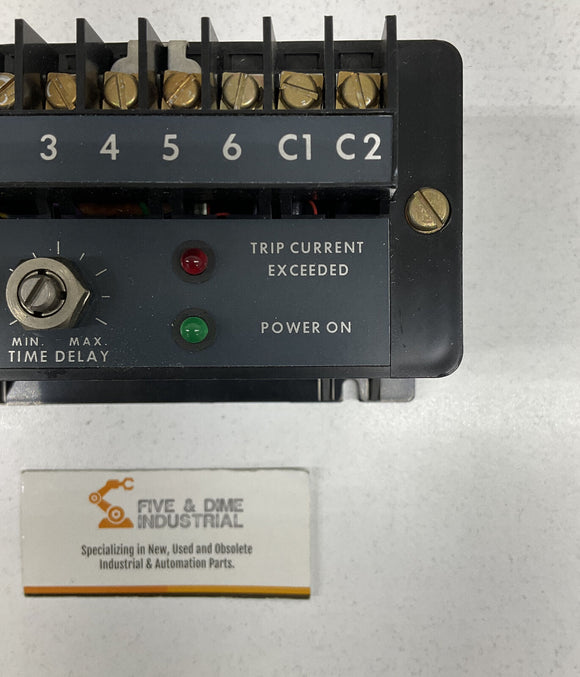 3 4 5 6 C1 C2
TRIP CURRENT
EXCEEDED
POWER ON
MIN. MAX.
TIME DELAY
FIVE & DIME
INDUSTRIAL
Specializing in New, Used and Obsolete
Industrial & Automation Parts.